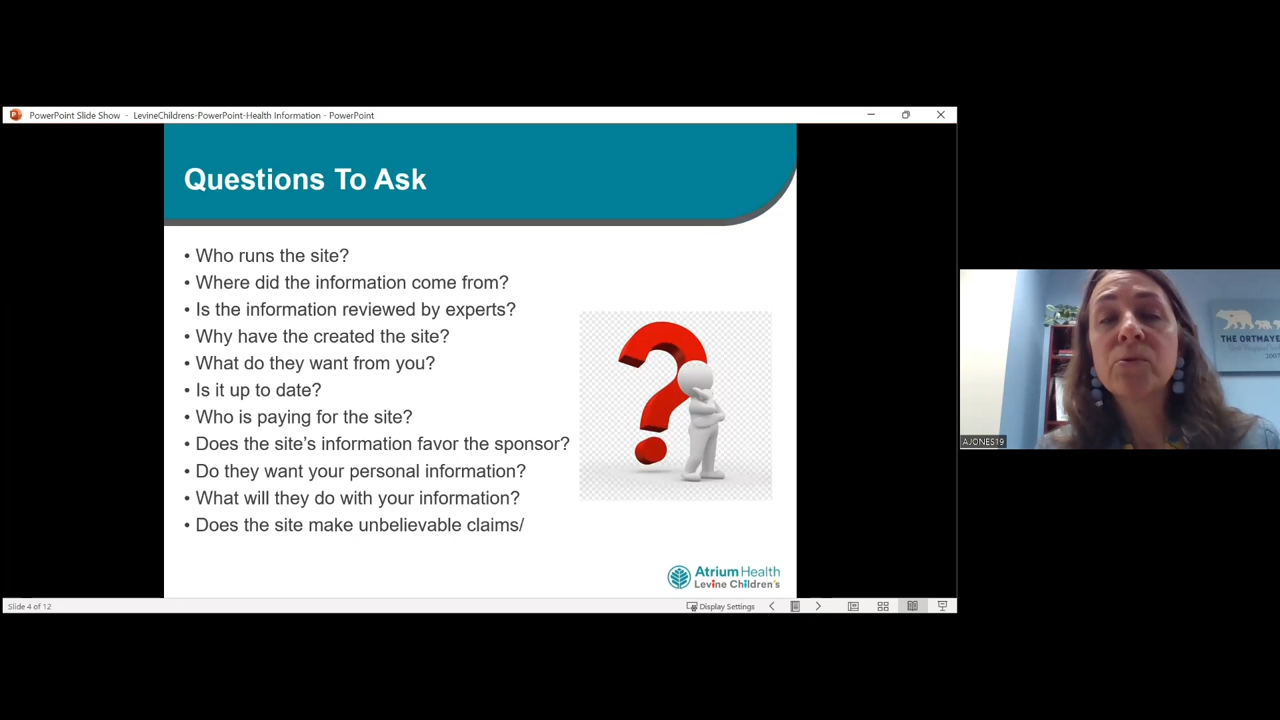 PowerPoint Slide Show - LevineChildrens-PowerPoint-Health Information - PowerPoint
Questions To Ask
• Who runs the site?
• Where did the information come from?
• Is the information reviewed by experts?
• Why have the created the site?
• What do they want from you?
• Is it up to date?
• Who is paying for the site?
• Does the site's information favor the sponsor?
• Do they want your personal information?
• What will they do with your information?
• Does the site make unbelievable claims/
Atrium Health
Levine Children's
Slide 4 of 12
Display Settings
THE ORTMAYE
AJONES19